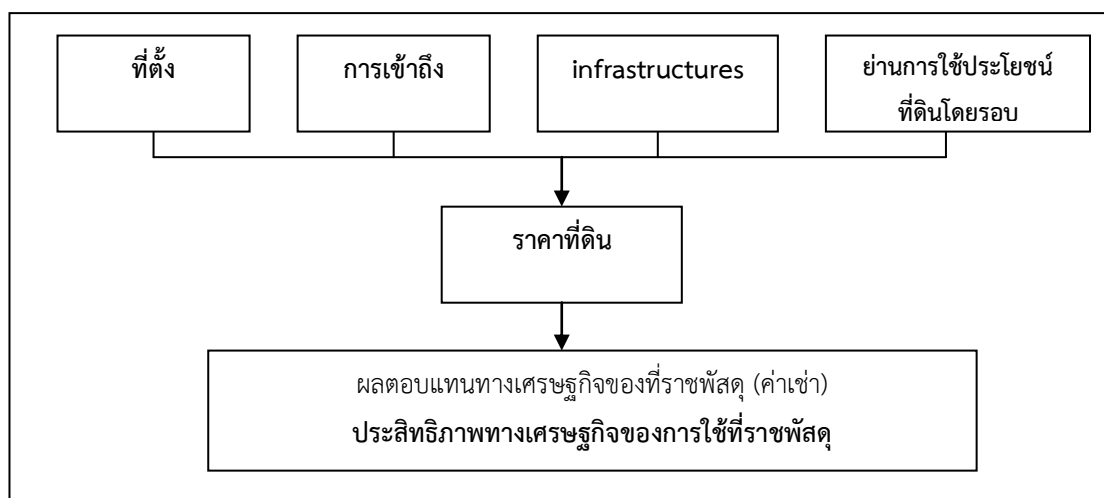 ที่ตั้ง
การเข้าถึง
infrastructures
ย่านการใช้ประโยชน์
ที่ดินโดยรอบ
ราคาที่ดิน
ผลตอบแทนทางเศรษฐกิจของที่ราชพัสดุ (ค่าเช่า)
ประสิทธิภาพทางเศรษฐกิจของการใช้ที่ราชพัสดุ